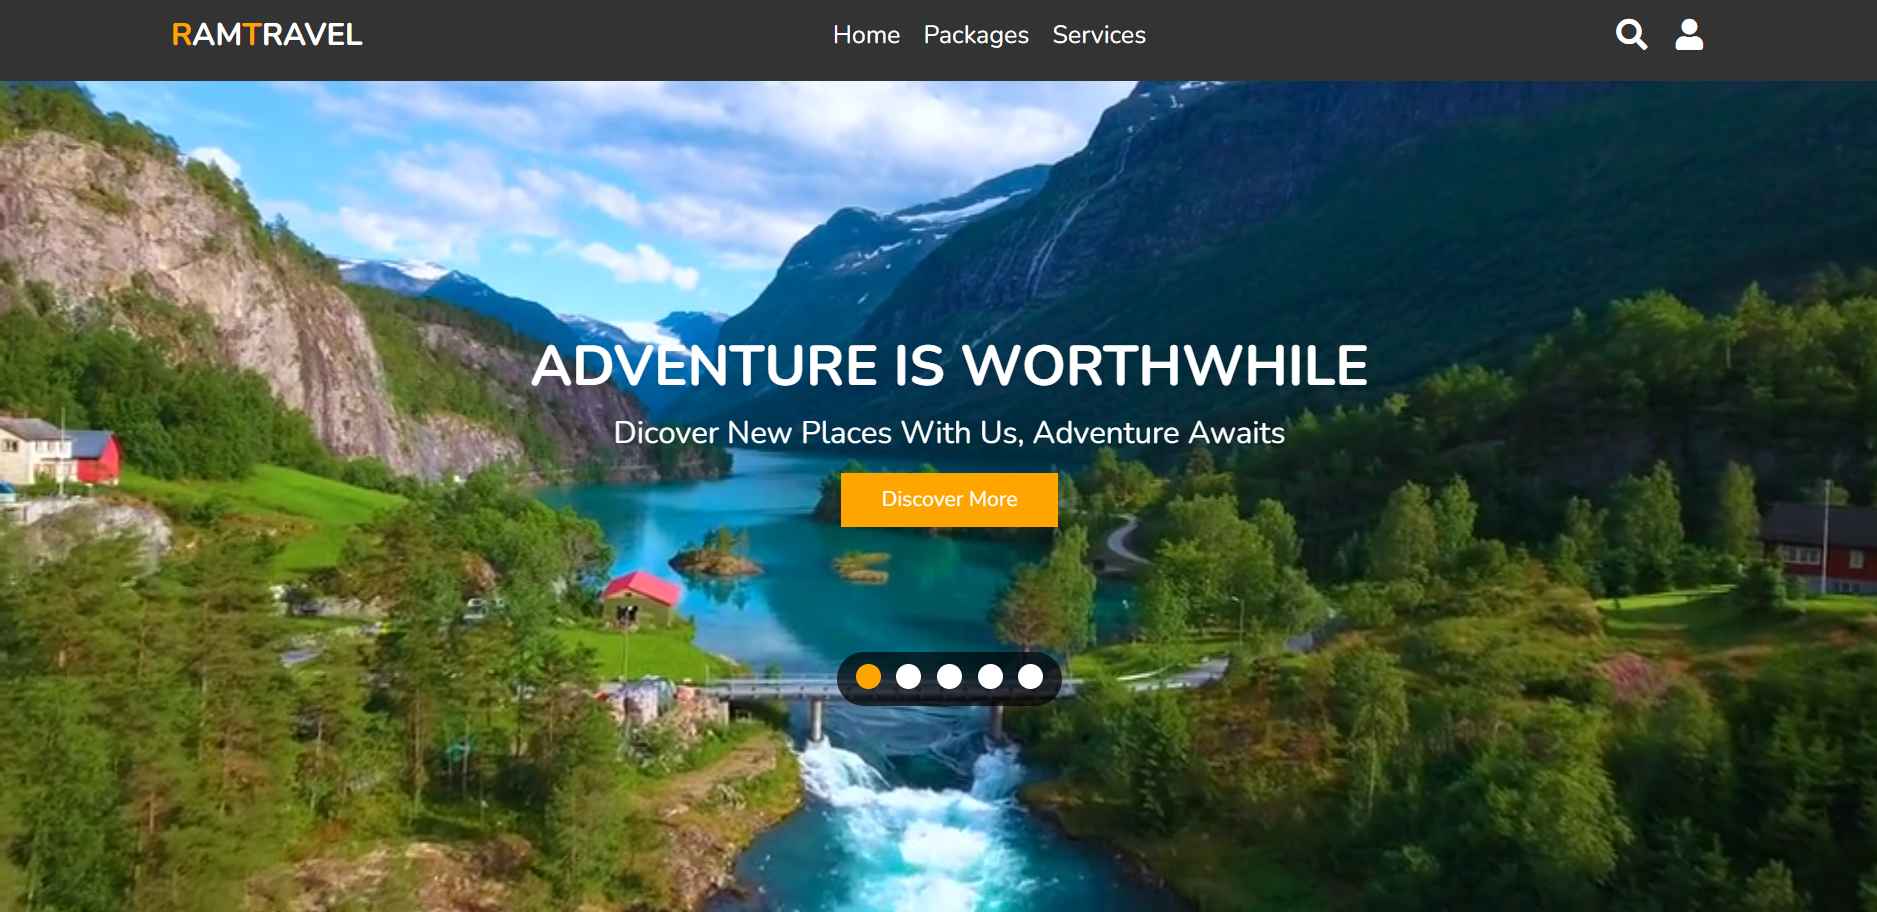 RAMTRAVEL
Home Packages Services
ADVENTURE IS WORTHWHILE
Dicover New Places With Us, Adventure Awaits
Discover More